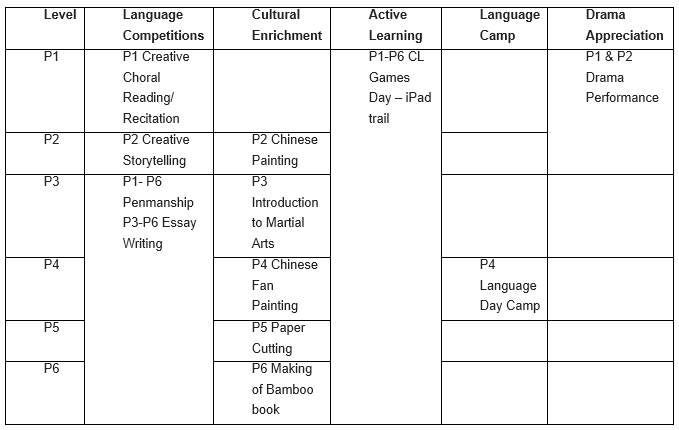 Level
Language
Competitions
Cultural
Enrichment
Active
Learning
Language
Camp
Drama
Appreciation
P1
P1 Creative
Choral
Reading/
Recitation
P1-P6 CL
Games
Day – iPad
trail
P1 & P2
Drama
Performance
P2
P2 Creative
Storytelling
P2 Chinese
Painting
P3
P1- P6
Penmanship
P3-P6 Essay
Writing
P3
Introduction
to Martial
Arts
P4
P4 Chinese
Fan
Painting
P4
Language
Day Camp
P5
P5 Paper
Cutting
P6
P6 Making
of Bamboo
book